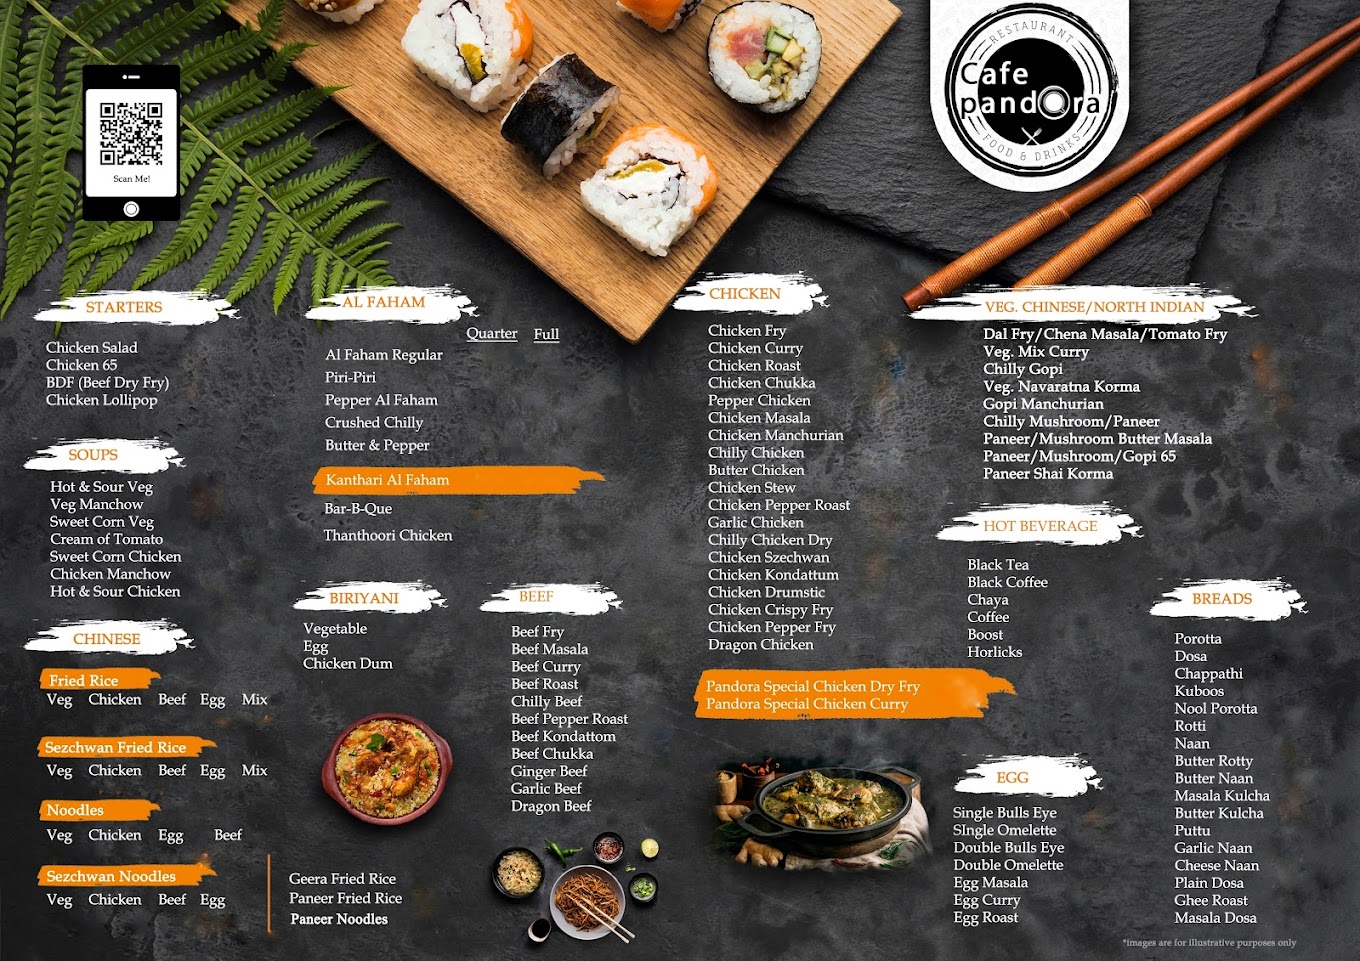 Scan Me!
RESTAURANT
Cafe
pandora
FOOD & DRINKS
STARTERS
Chicken Salad
Chicken 65
BDF (Beef Dry Fry)
Chicken Lollipop
SOUPS
Hot & Sour Veg
Veg Manchow
Sweet Corn Veg
Cream of Tomato
Sweet Corn Chicken
Chicken Manchow
Hot & Sour Chicken
CHINESE
Fried Rice
Veg Chicken Beef Egg Mix
Sezchwan Fried Rice
Veg Chicken Beef Egg Mix
Noodles
Veg Chicken Egg Beef
Sezchwan Noodles
Veg Chicken Beef Egg
Geera Fried Rice
Paneer Fried Rice
Paneer Noodles
AL FAHAM
Quarter Full
Al Faham Regular
Piri-Piri
Pepper Al Faham
Crushed Chilly
Butter & Pepper
Kanthari Al Faham
Bar-B-Que
Thanthoori Chicken
BIRIYANI
Vegetable
Egg
Chicken Dum
BEEF
Beef Fry
Beef Masala
Beef Curry
Beef Roast
Chilly Beef
Beef Pepper Roast
Beef Kondattom
Beef Chukka
Ginger Beef
Garlic Beef
Dragon Beef
CHICKEN
Chicken Fry
Chicken Curry
Chicken Roast
Chicken Chukka
Pepper Chicken
Chicken Masala
Chicken Manchurian
Chilly Chicken
Butter Chicken
Chicken Stew
Chicken Pepper Roast
Garlic Chicken
Chilly Chicken Dry
Chicken Szechwan
Chicken Kondattum
Chicken Drumstic
Chicken Crispy Fry
Chicken Pepper Fry
Dragon Chicken
Pandora Special Chicken Dry Fry
Pandora Special Chicken Curry
VEG. CHINESE/NORTH INDIAN
Dal Fry/Chena Masala/Tomato Fry
Veg. Mix Curry
Chilly Gopi
Veg. Navaratna Korma
Gopi Manchurian
Chilly Mushroom/Paneer
Paneer/Mushroom Butter Masala
Paneer/Mushroom/Gopi 65
Paneer Shai Korma
HOT BEVERAGE
Black Tea
Black Coffee
Chaya
Coffee
Boost
Horlicks
EGG
Single Bulls Eye
SIngle Omelette
Double Bulls Eye
Double Omelette
Egg Masala
Egg Curry
Egg Roast
BREADS
Porotta
Dosa
Chappathi
Kuboos
Nool Porotta
Rotti
Naan
Butter Rotty
Butter Naan
Masala Kulcha
Butter Kulcha
Puttu
Garlic Naan
Cheese Naan
Plain Dosa
Ghee Roast
Masala Dosa
*images are for illustrative purposes only